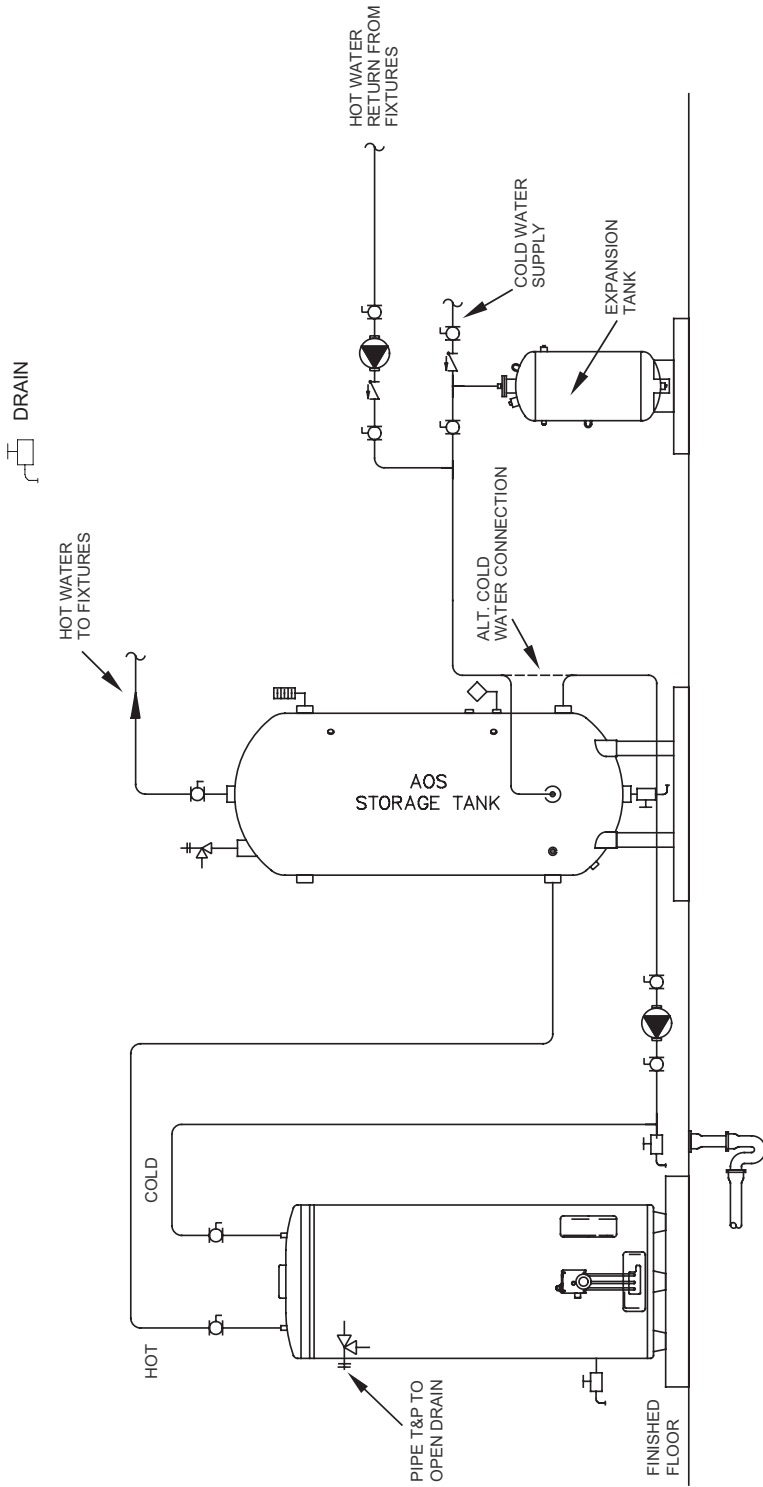 DRAIN
HOT WATER
TO FIXTURES
HOT WATER
RETURN FROM
FIXTURES
COLD WATER
SUPPLY
EXPANSION
TANK
ALT. COLD
WATER CONNECTION
AOS
STORAGE TANK
COLD
HOT
PIPE T&P TO
OPEN DRAIN
FINISHED
FLOOR